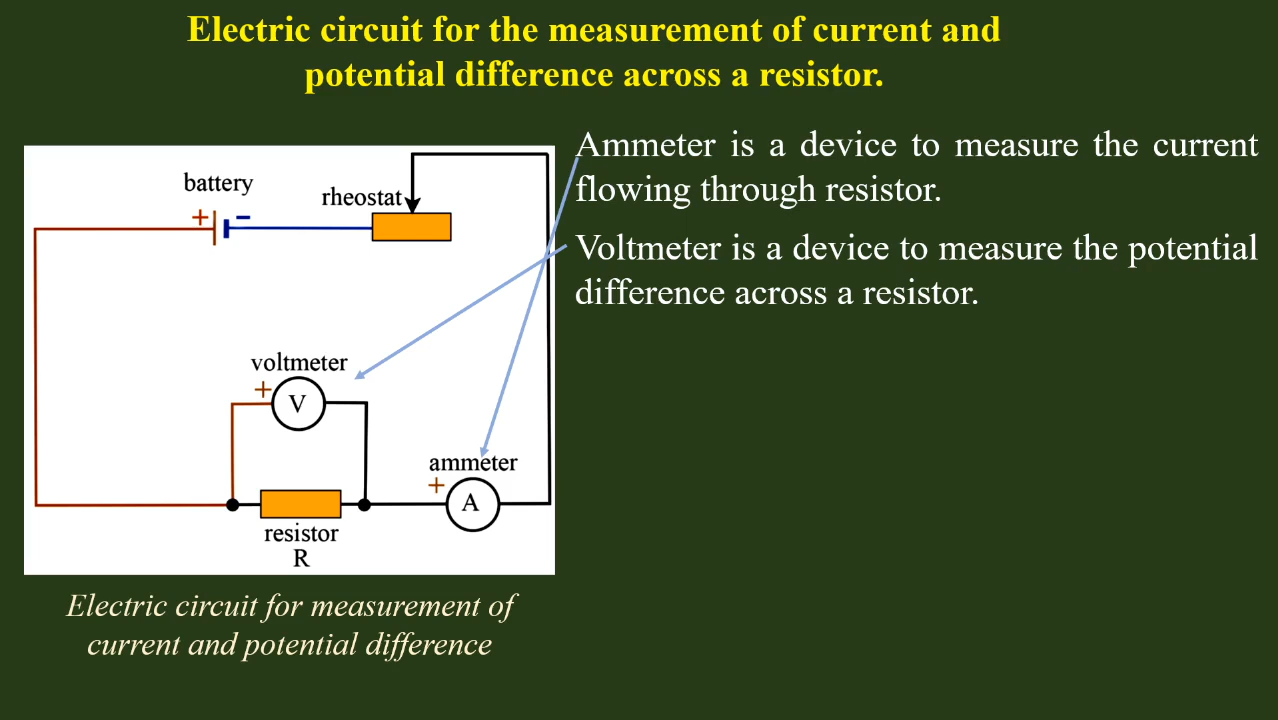 Electric circuit for the measurement of current and
potential difference across a resistor.
Ammeter is a device to measure the current
flowing through resistor.
Voltmeter is a device to measure the potential
difference across a resistor.
battery
+ -
rheostat
voltmeter
+
V
ammeter
+
A
resistor
R
Electric circuit for measurement of
current and potential difference